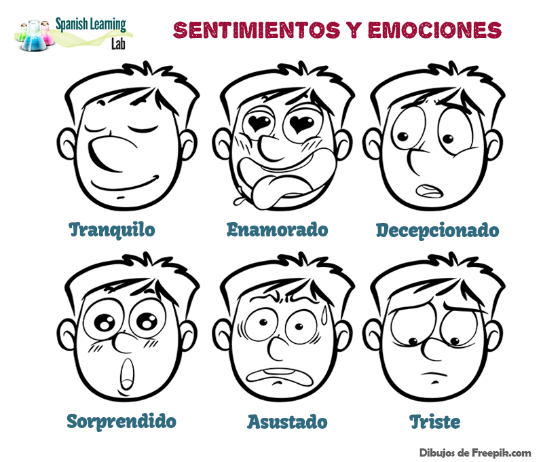 Spanish Learning
Lab
SENTIMIENTOS Y EMOCIONES
Tranquilo
Enamorado
Decepcionado
Sorprendido
Asustado
Triste
Dibujos de Freepik.com